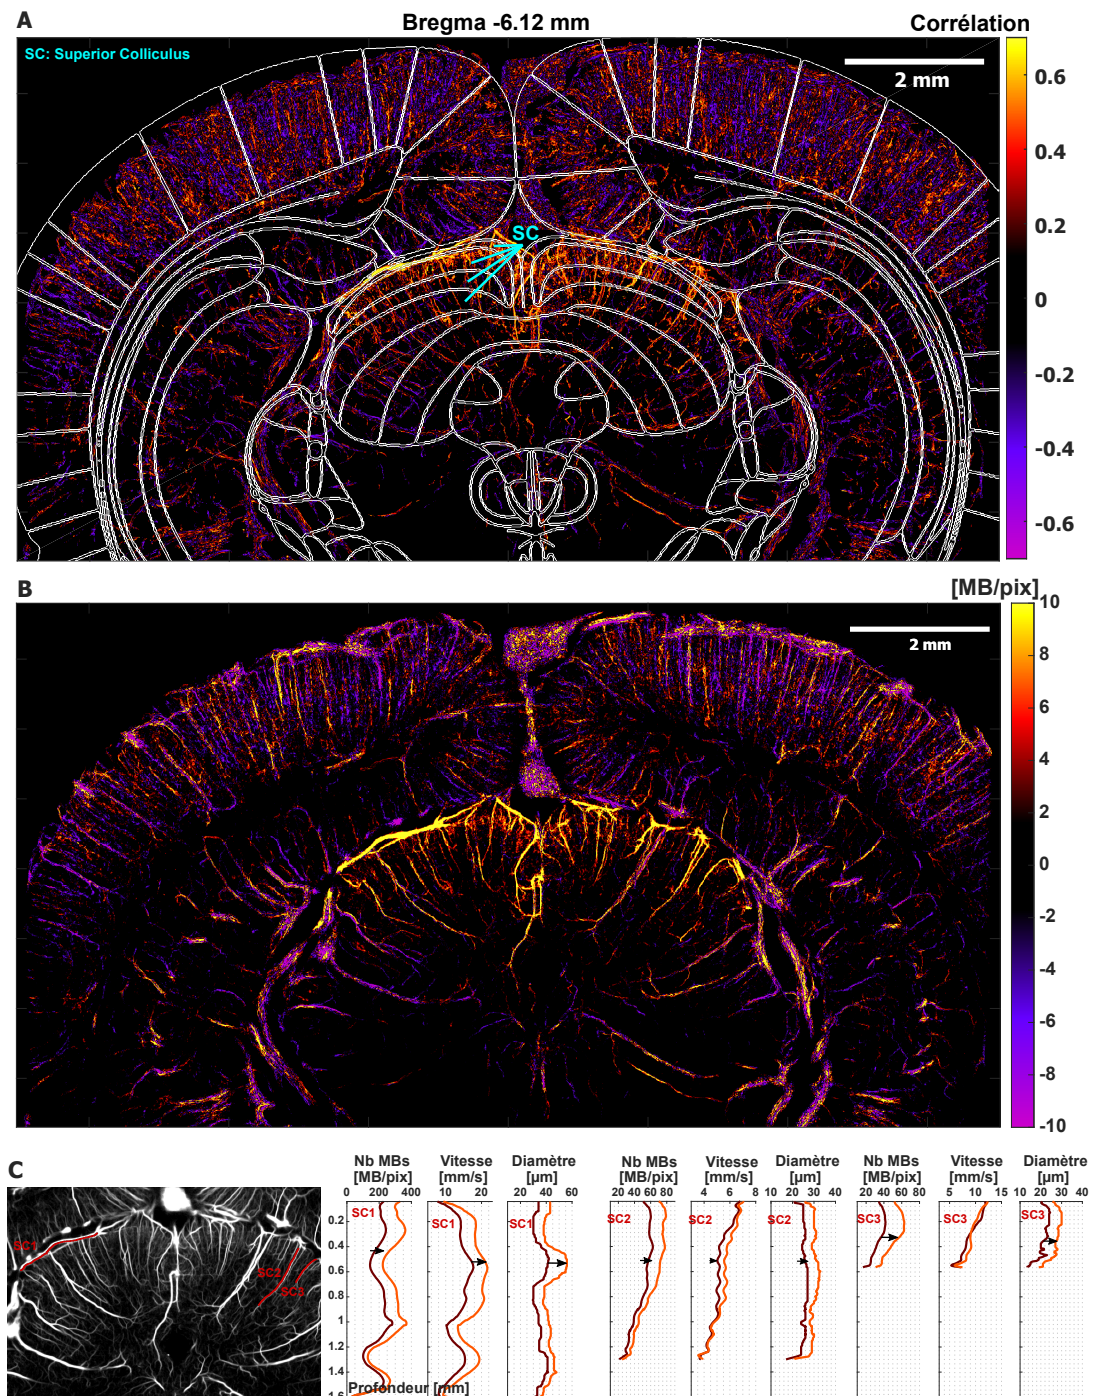 A
Bregma -6.12 mm
Corrélation
SC: Superior Colliculus
2 mm
SC
0.6
0.4
0.2
0
-0.2
-0.4
-0.6
B
[MB/pix]
2 mm
10
8
6
4
2
0
-2
-4
-6
-8
-10
C
Nb MBs Vitesse Diamètre Nb MBs Vitesse Diamètre Nb MBs Vitesse Diamètre
[MB/pix] [mm/s] [µm] [MB/pix] [mm/s] [µm] [MB/pix] [mm/s] [µm]
0 200 400 10 20 20 40 60 20 40 60 80 4 6 8 10 20 30 40 20 40 60 80 5 10 15 10 20 30 40
SC1 SC1 SC1 SC2 SC2 SC2 SC3 SC3 SC3
0.2
0.4
0.6
0.8
1
1.2
1.4
1.6
SC1
SC2
SC3
Profondeur [mm]